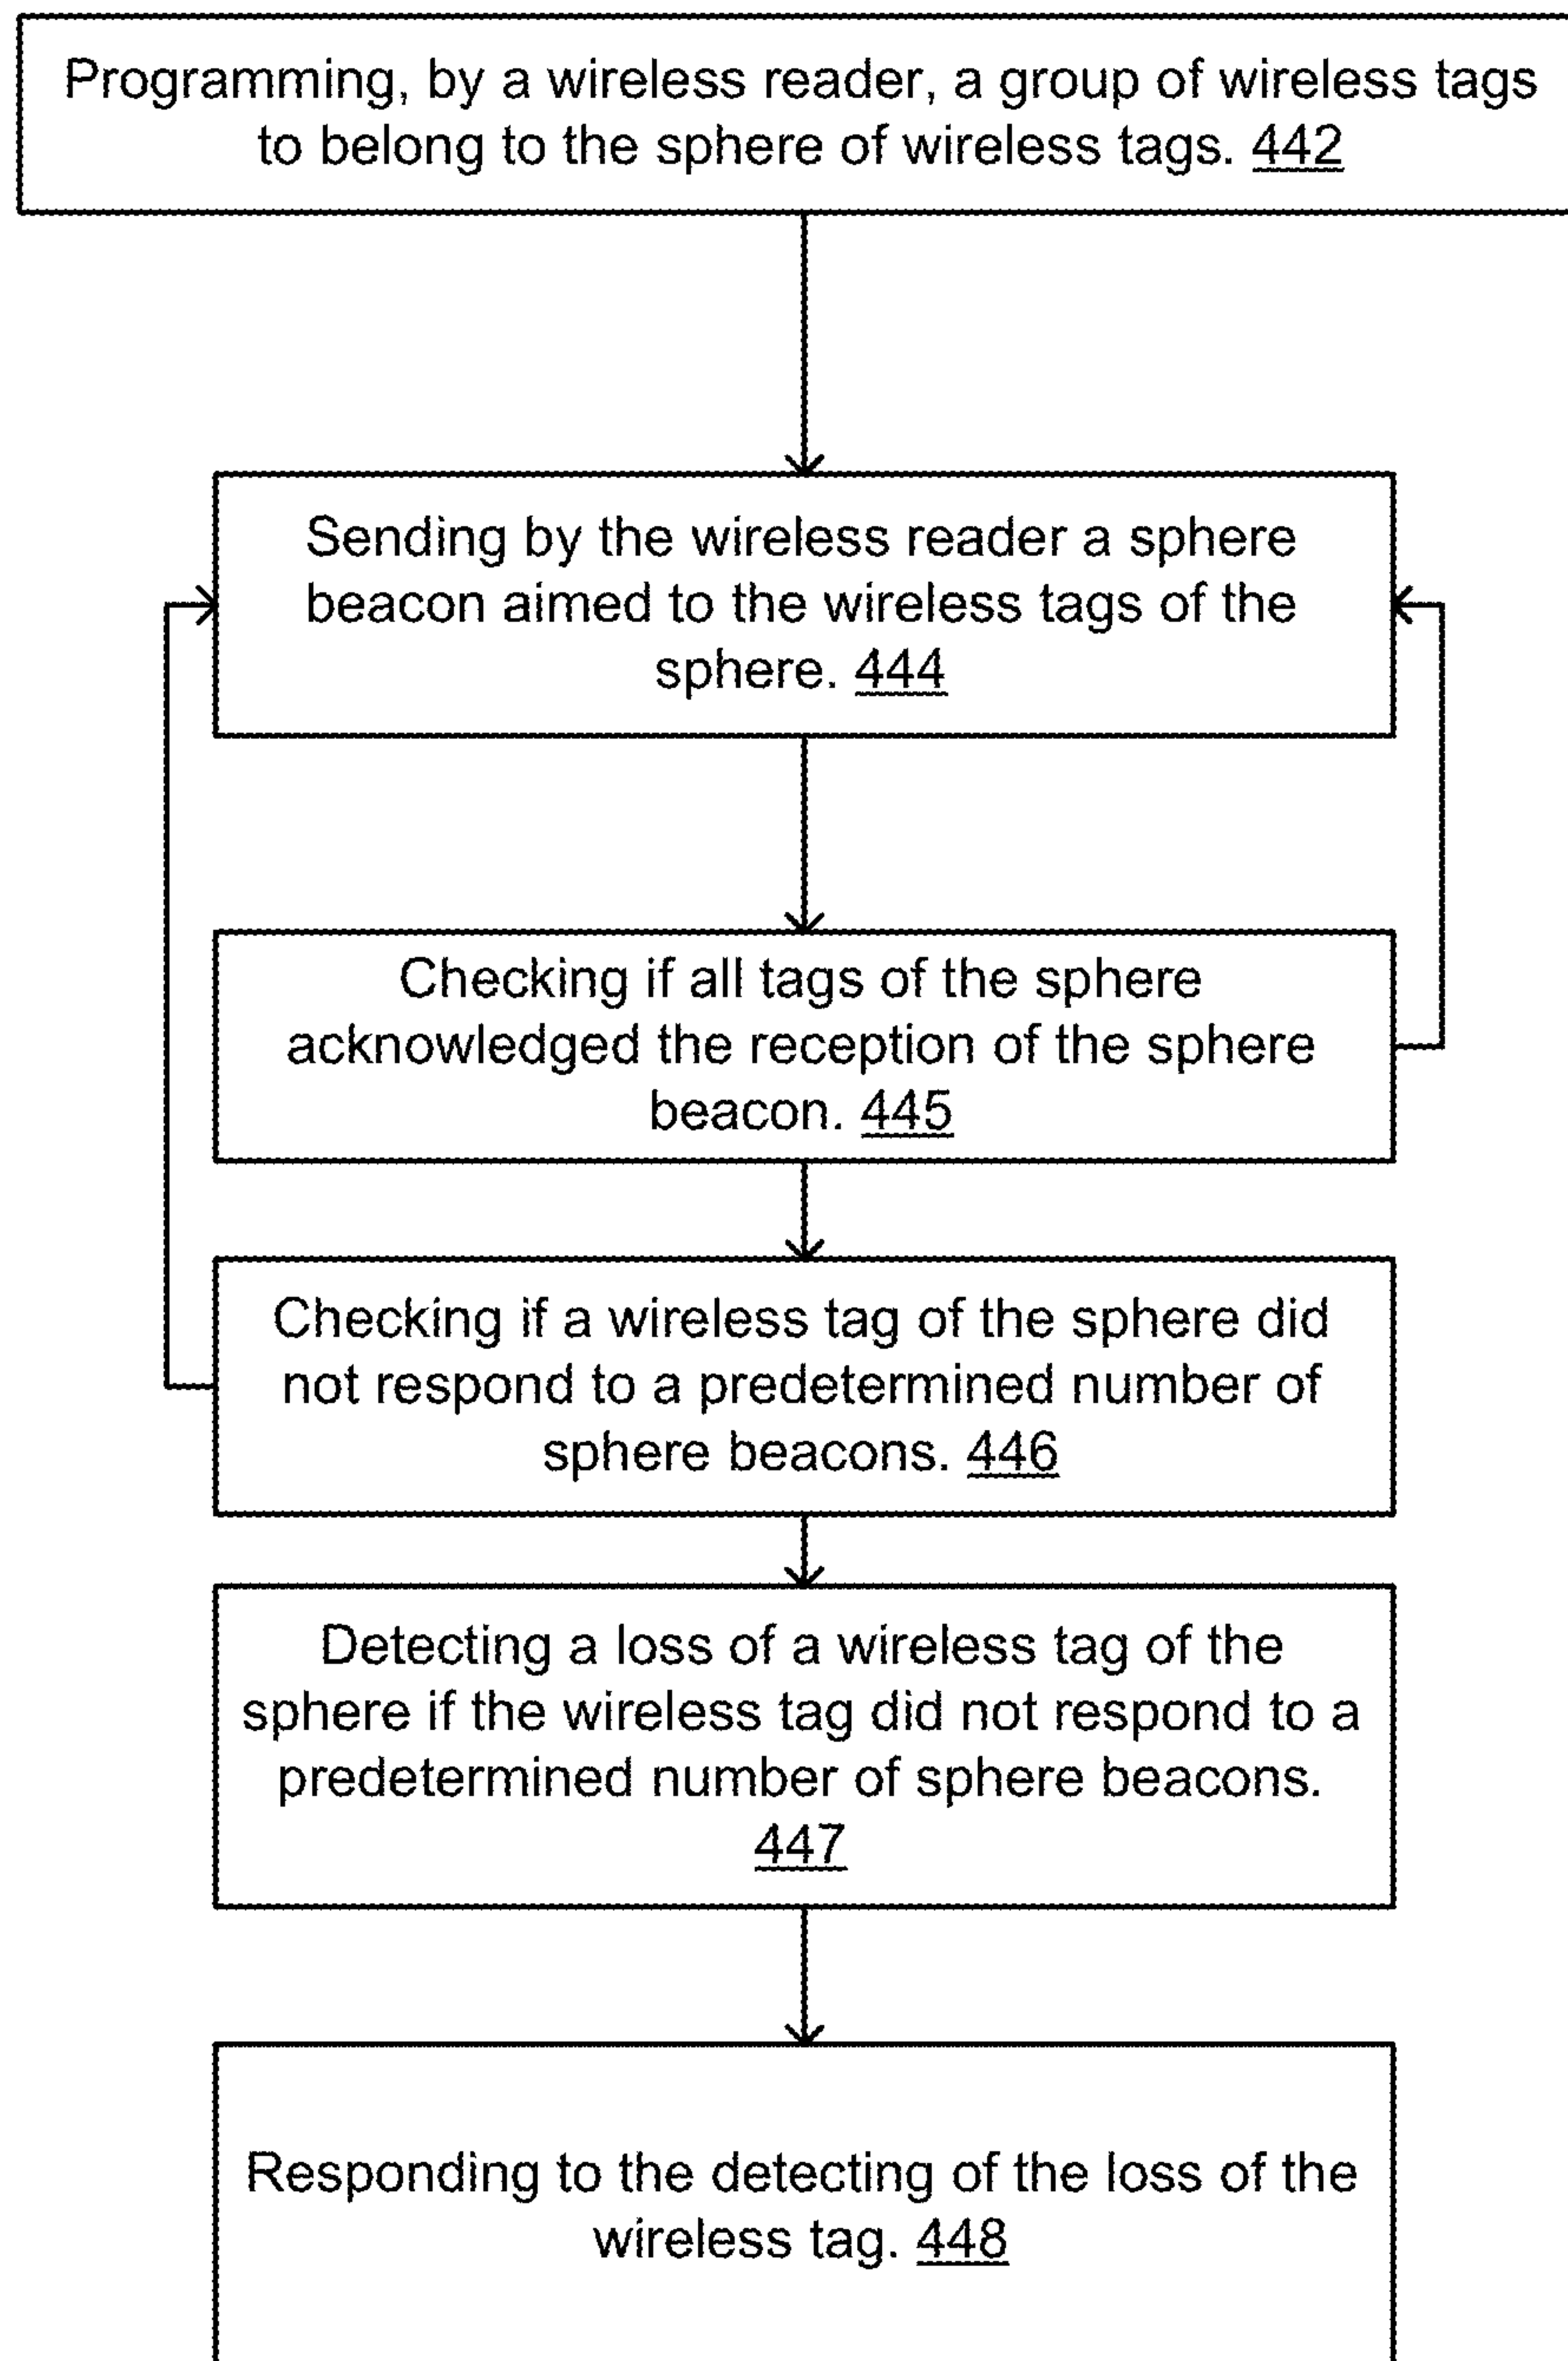 Programming, by a wireless reader, a group of wireless tags
to belong to the sphere of wireless tags. 442
Sending by the wireless reader a sphere
beacon aimed to the wireless tags of the
sphere. 444
Checking if all tags of the sphere
acknowledged the reception of the sphere
beacon. 445
Checking if a wireless tag of the sphere did
not respond to a predetermined number of
sphere beacons. 446
Detecting a loss of a wireless tag of the
sphere if the wireless tag did not respond to a
predetermined number of sphere beacons.
447
Responding to the detecting of the loss of the
wireless tag. 448